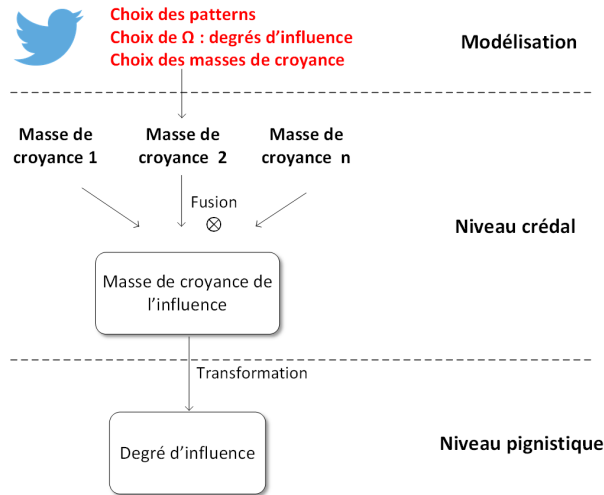 Choix des patterns
Choix de Ω : degrés d'influence
Choix des masses de croyance
Modélisation
Masse de
croyance 1
Masse de
croyance 2
Masse de
croyance n
Fusion
⊗
Niveau crédal
Masse de croyance de
l'influence
Transformation
Degré d'influence
Niveau pignistique